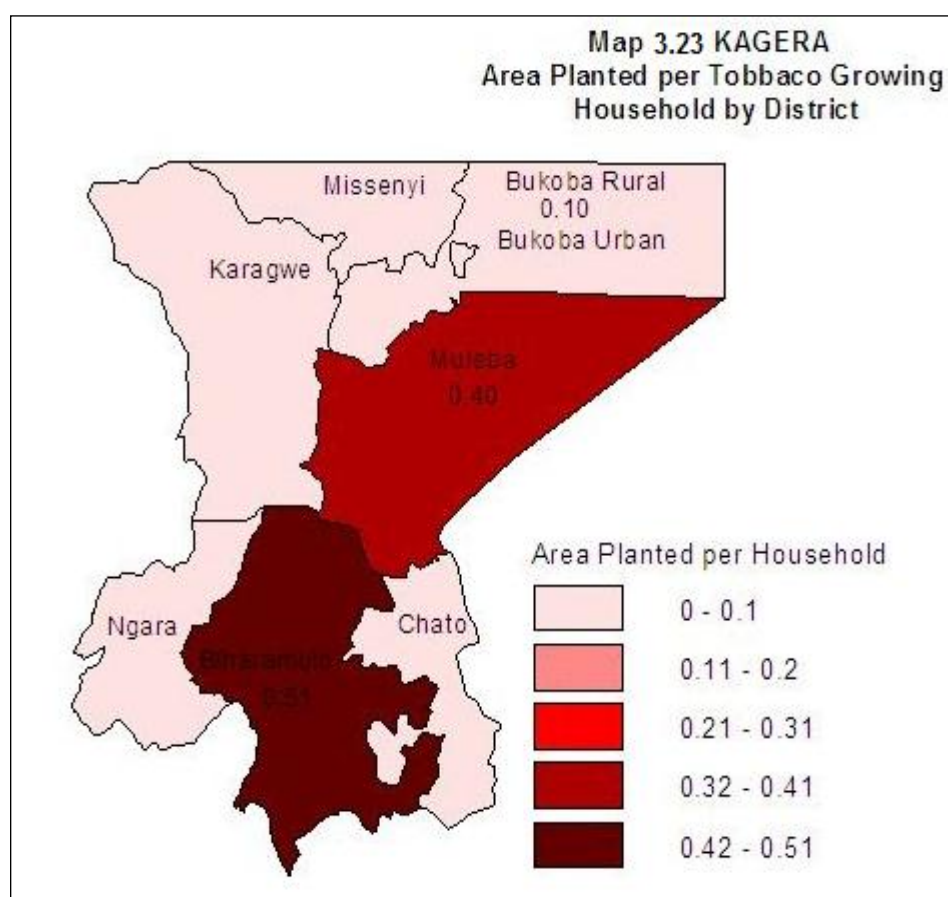 Map 3.23 KAGERA
Area Planted per Tobbaco Growing
Household by District
Missenyi
Bukoba Rural
0.10
Bukoba Urban
Karagwe
Muleba
0.40
Ngara
Biharamulo
0.51
Chato
Area Planted per Household
0 - 0.1
0.11 - 0.2
0.21 - 0.31
0.32 - 0.41
0.42 - 0.51